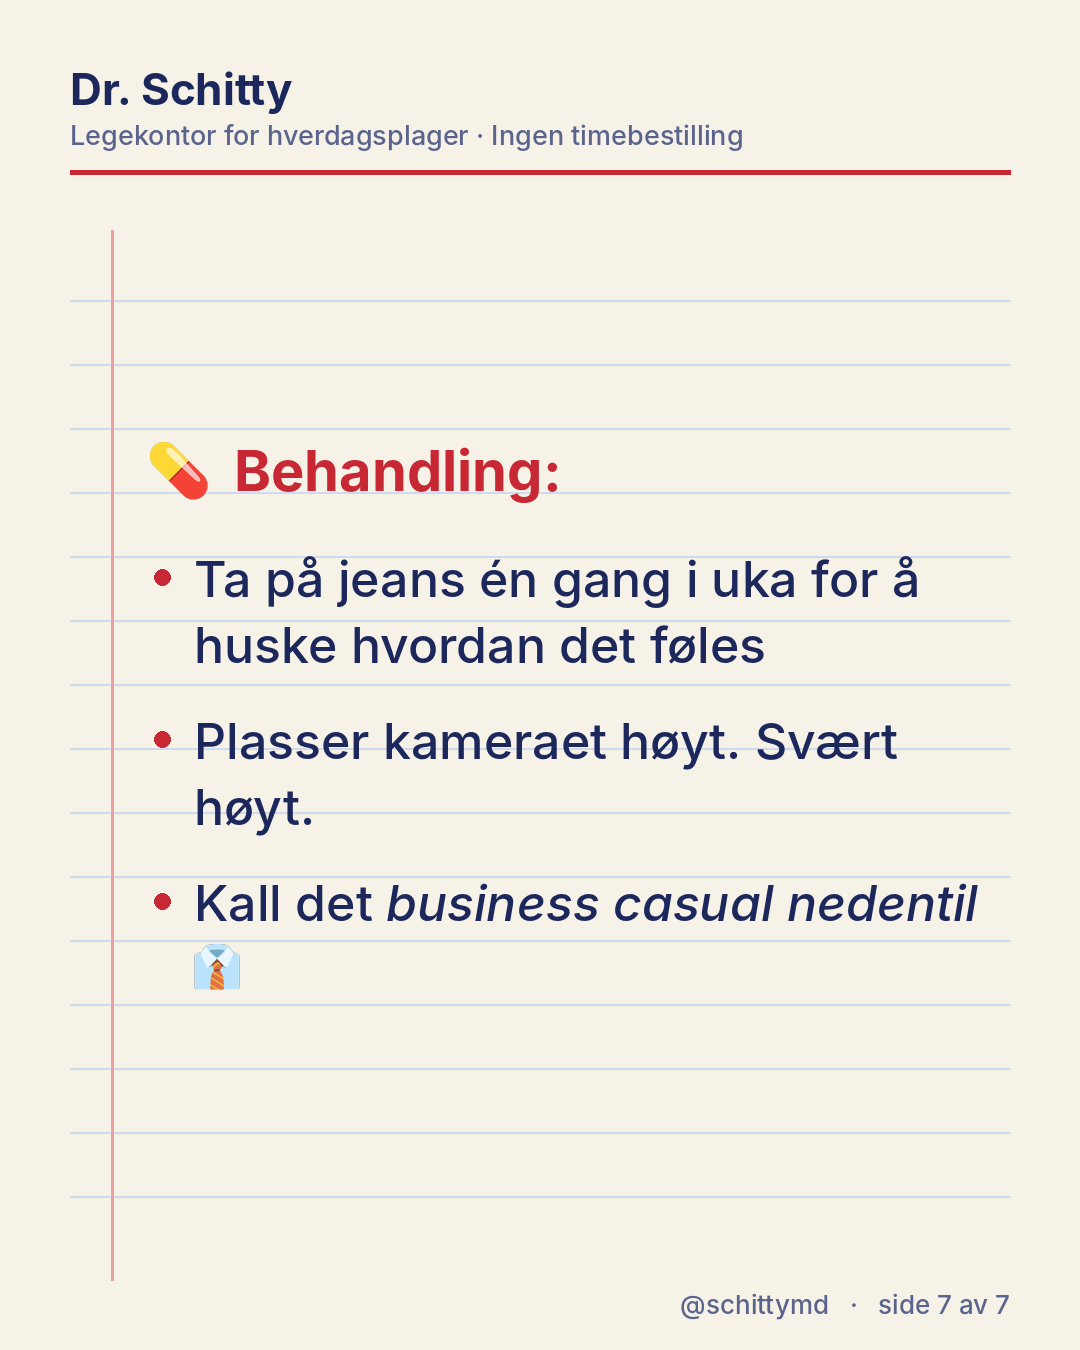 Dr. Schitty
Legekontor for hverdagsplager · Ingen timebestilling
💊 Behandling:
• Ta på jeans én gang i uka for å
huske hvordan det føles
• Plasser kameraet høyt. Svært
høyt.
• Kall det business casual nedentil
👔
@schittymd · side 7 av 7